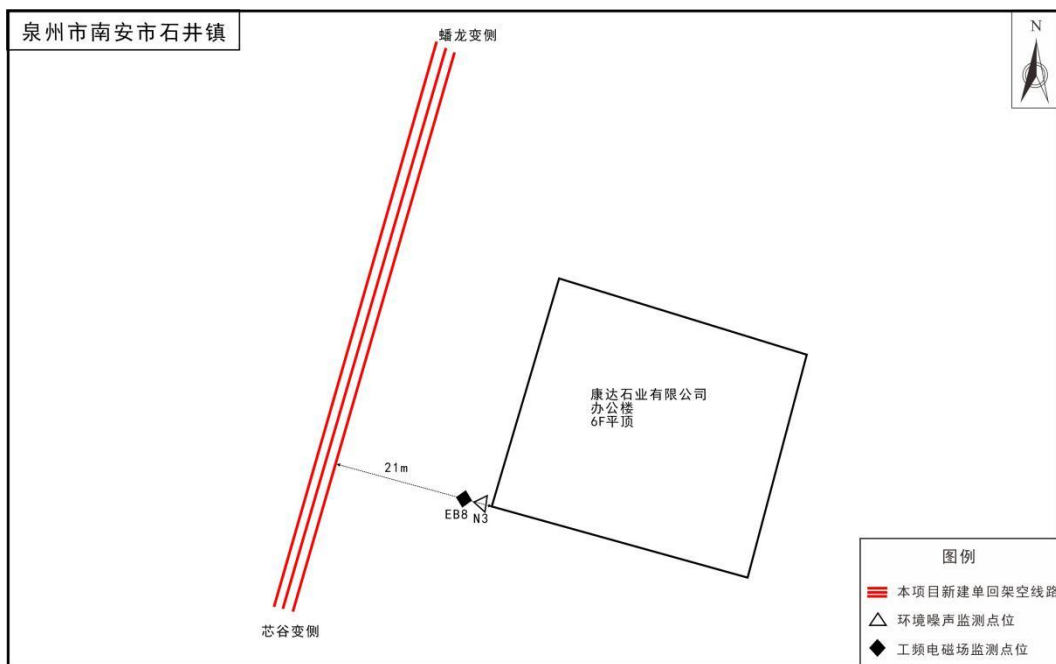 泉州市南安市石井镇
蟠龙变侧
N
康达石业有限公司
办公楼
6F平顶
21m
EB8
N3
芯谷变侧
图例
本项目新建单回架空线路
环境噪声监测点位
工频电磁场监测点位